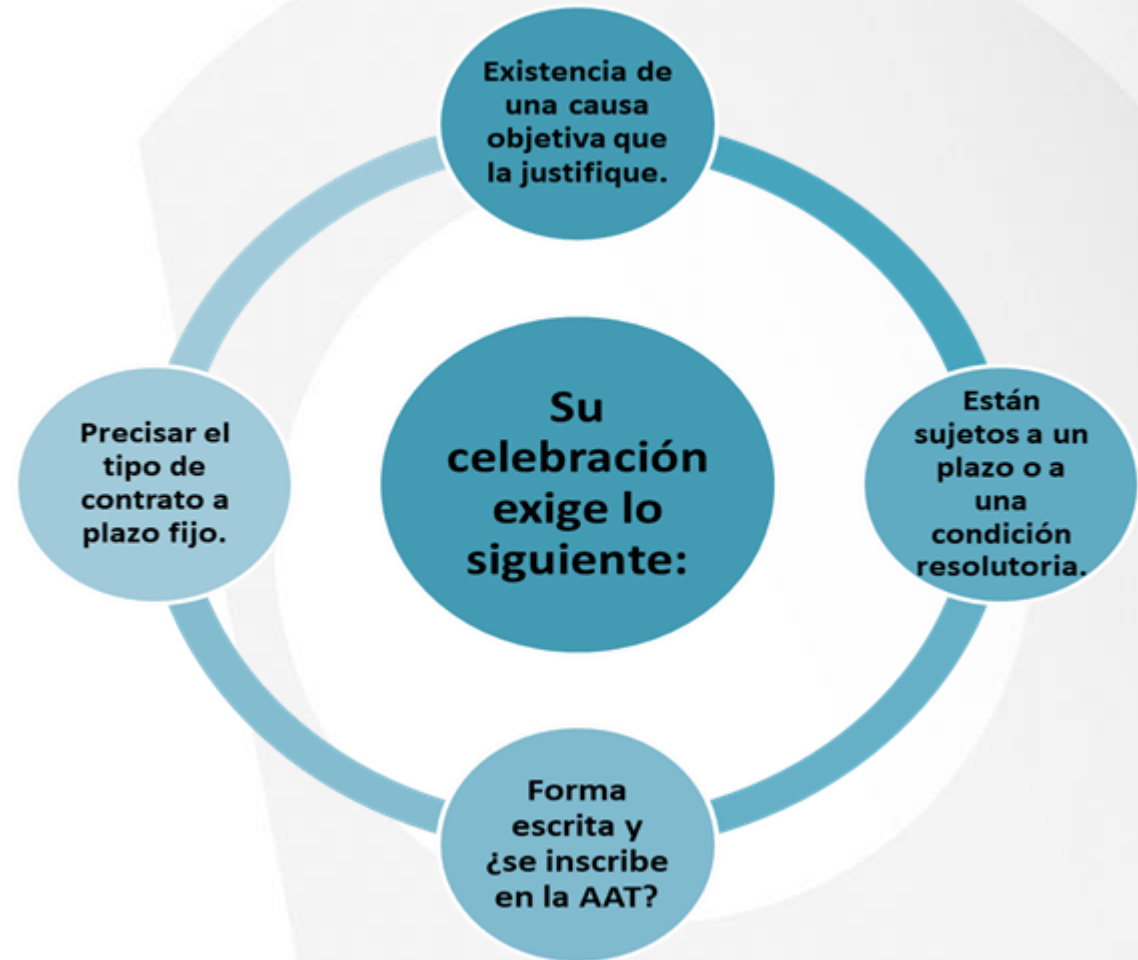 Existencia de
una causa
objetiva que
la justifique.
Su
celebración
exige lo
siguiente:
Están
sujetos a un
plazo o a
una
condición
resolutoria.
Forma
escrita y
¿se inscribe
en la AAT?
Precisar el
tipo de
contrato a
plazo fijo.